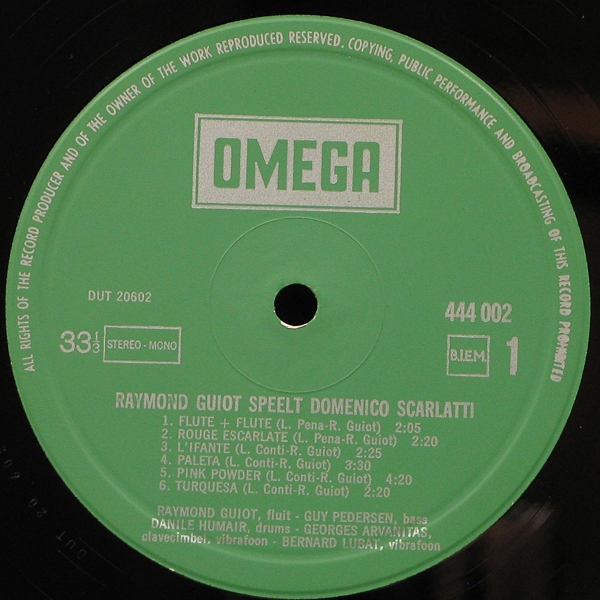 ALL RIGHTS OF THE RECORD PRODUCER AND OF THE OWNER OF THE WORK REPRODUCED RESERVED. COPYING, PUBLIC PERFORMANCE AND BROADCASTING OF THIS RECORD PROHIBITED
OMEGA
DUT 20602
444 002
33⅓ STEREO - MONO
B.I.E.M. 1
RAYMOND GUIOT SPEELT DOMENICO SCARLATTI
1. FLUTE + FLUTE (L. Pena-R. Guiot) 2:05
2. ROUGE ESCARLATE (L. Pena-R. Guiot) 2:20
3. L'IFANTE (L. Conti-R. Guiot) 2:25
4. PALETA (L. Conti-R. Guiot) 3:30
5. PINK POWDER (L. Conti-R. Guiot) 4:20
6. TURQUESA (L. Conti-R. Guiot) 2:20
RAYMOND GUIOT, fluit - GUY PEDERSEN, bass
DANILE HUMAIR, drums - GEORGES ARVANITAS,
clavecimbel, vibrafoon - BERNARD LUBAT, vibrafoon